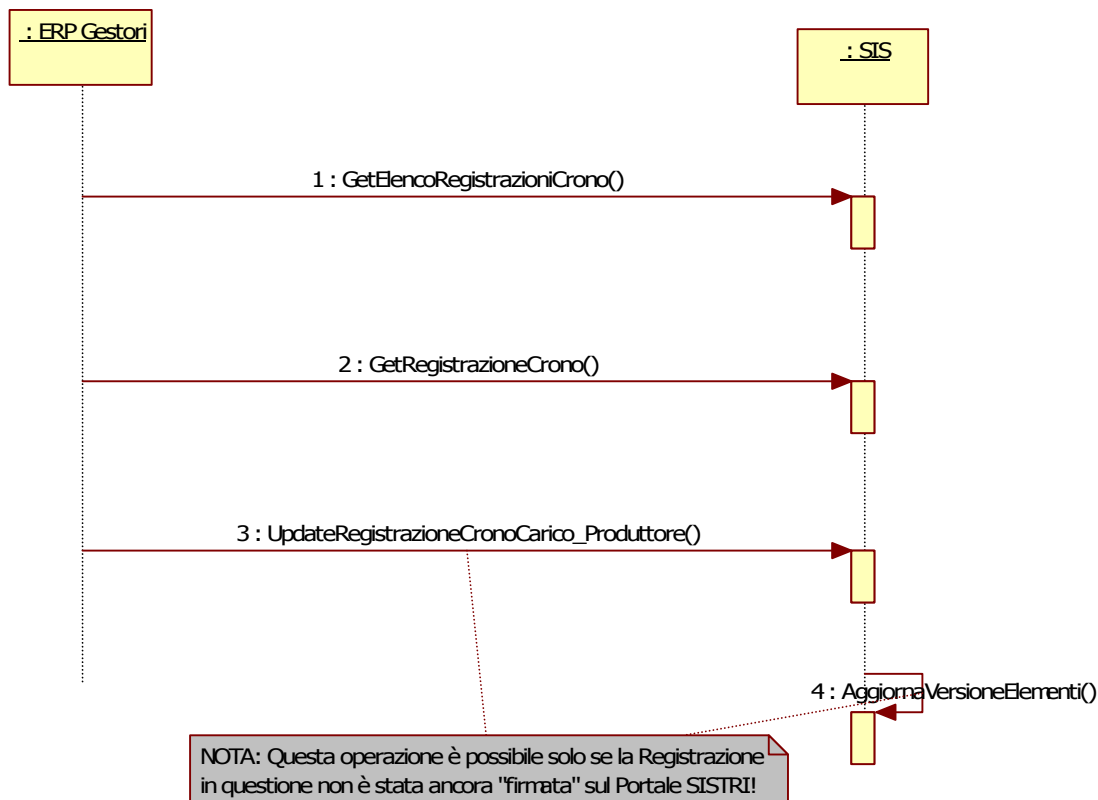 : ERP Gestori
: SIS
1 : GetElencoRegistrazioniCrono()
2 : GetRegistrazioneCrono()
3 : UpdateRegistrazioneCronoCarico_Produttore()
4 : AggiornaVersioneElementi()
NOTA: Questa operazione è possibile solo se la Registrazione
in questione non è stata ancora "firmata" sul Portale SISTRI!